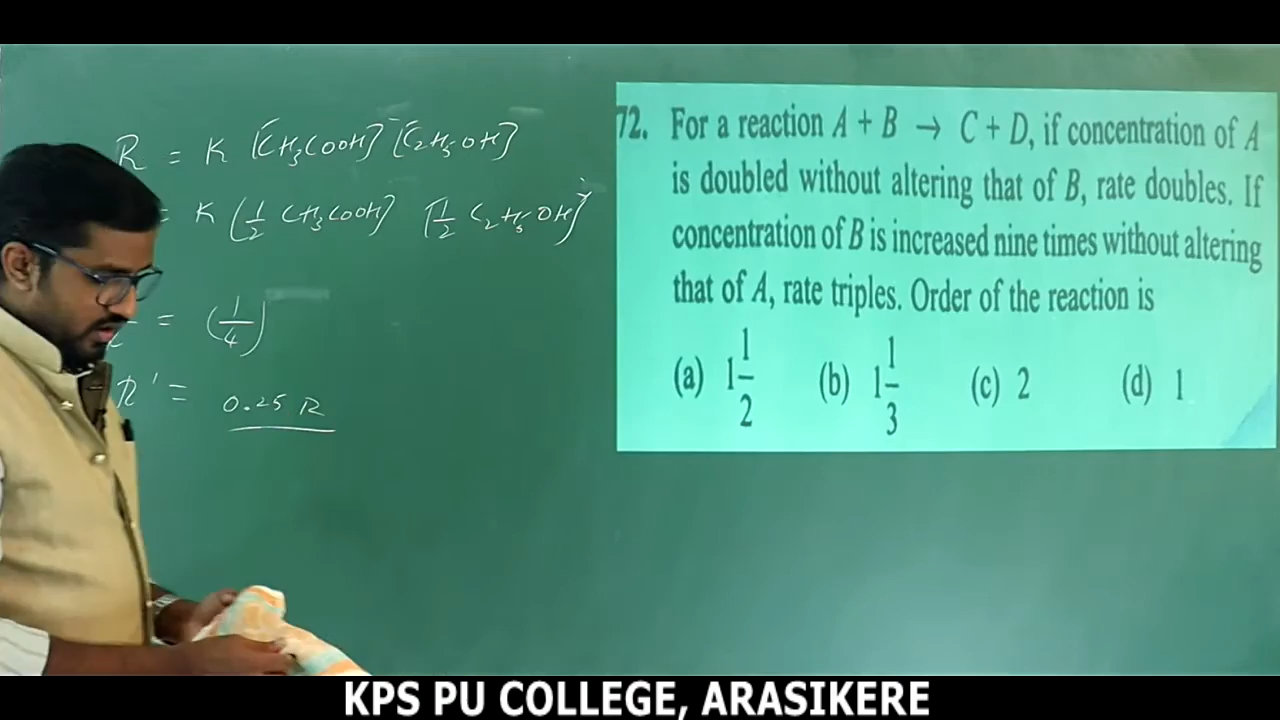 R = K [CH₃COOH] [C₂H₅OH]
= K [1/2 CH₃COOH] [1/2 C₂H₅OH]
= (1/4)
R' = 0.25 R
72. For a reaction A + B → C + D, if concentration of A
is doubled without altering that of B, rate doubles. If
concentration of B is increased nine times without altering
that of A, rate triples. Order of the reaction is
(a) 1 1/2 (b) 1 1/3 (c) 2 (d) 1
KPS PU COLLEGE, ARASIKERE